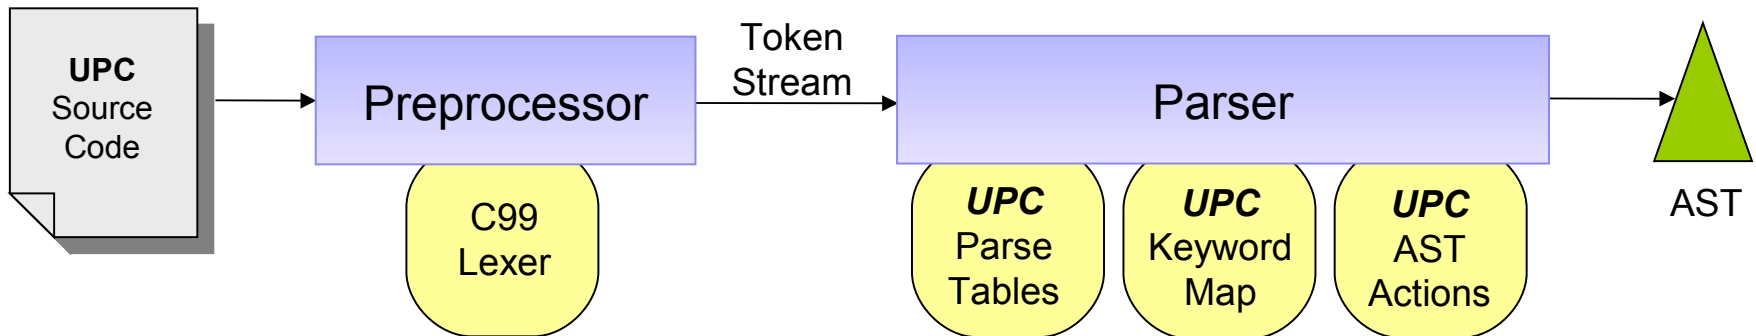 UPC
Source
Code
Preprocessor
C99
Lexer
Token
Stream
Parser
UPC
Parse
Tables
UPC
Keyword
Map
UPC
AST
Actions
AST